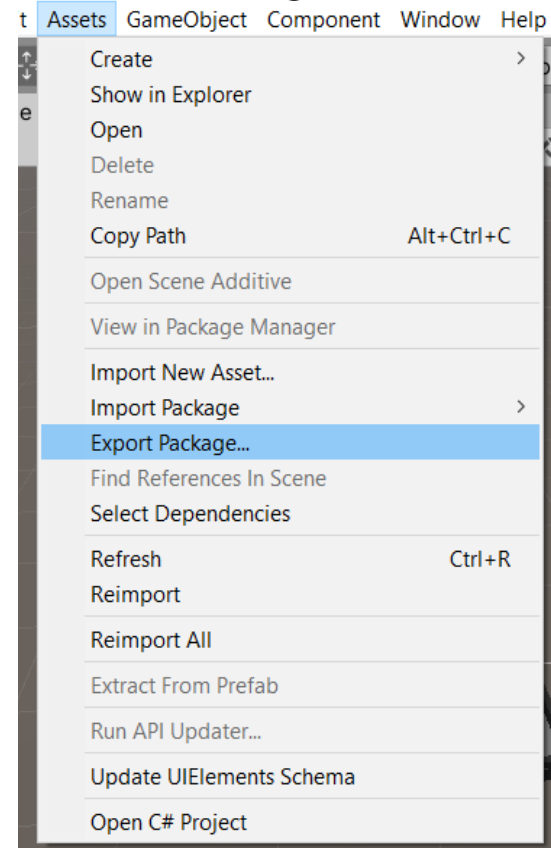 t Assets GameObject Component Window Help
Create
Show in Explorer
e
Open
Delete
Rename
Copy Path Alt+Ctrl+C
Open Scene Additive
View in Package Manager
Import New Asset...
Import Package
Export Package...
Find References In Scene
Select Dependencies
Refresh Ctrl+R
Reimport
Reimport All
Extract From Prefab
Run API Updater...
Update UIElements Schema
Open C# Project